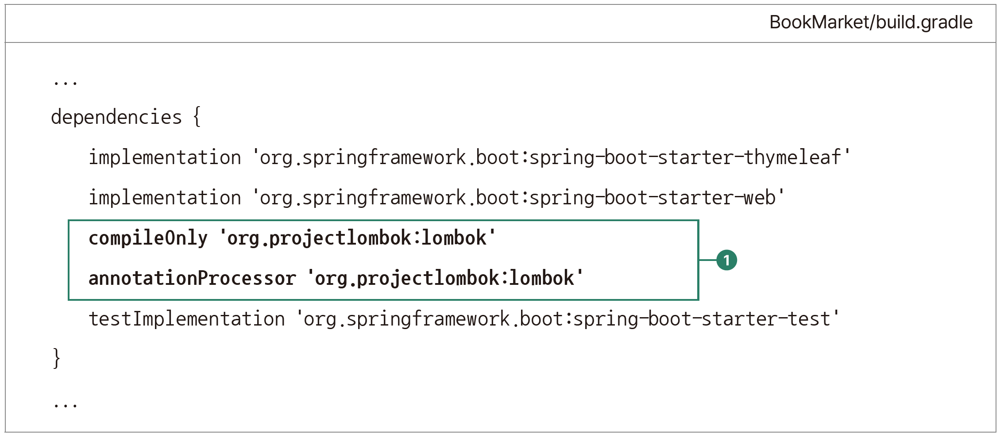 BookMarket/build.gradle
...
dependencies {
implementation 'org.springframework.boot:spring-boot-starter-thymeleaf'
implementation 'org.springframework.boot:spring-boot-starter-web'
compileOnly 'org.projectlombok:lombok'
annotationProcessor 'org.projectlombok:lombok'
1
testImplementation 'org.springframework.boot:spring-boot-starter-test'
}
...